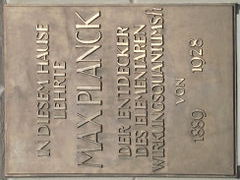 IN DIESEM HAUSE
LEHRTE
MAX PLANCK
DER ENTDECKER
DES ELEMENTAREN
WIRKUNGSQUANTUMS h
VON
1889 1928